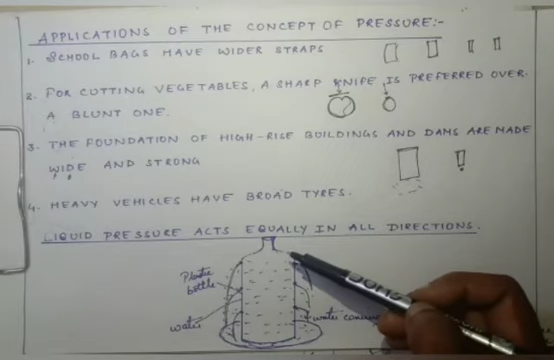 APPLICATIONS OF THE CONCEPT OF PRESSURE:-
1. SCHOOL BAGS HAVE WIDER STRAPS
2. FOR CUTTING VEGETABLES, A SHARP KNIFE IS PREFERRED OVER
A BLUNT ONE.
3. THE FOUNDATION OF HIGH-RISE BUILDINGS AND DAMS ARE MADE
WIDE AND STRONG
4. HEAVY VEHICLES HAVE BROAD TYRES.
LIQUID PRESSURE ACTS EQUALLY IN ALL DIRECTIONS.
Plastic
bottle
water
water